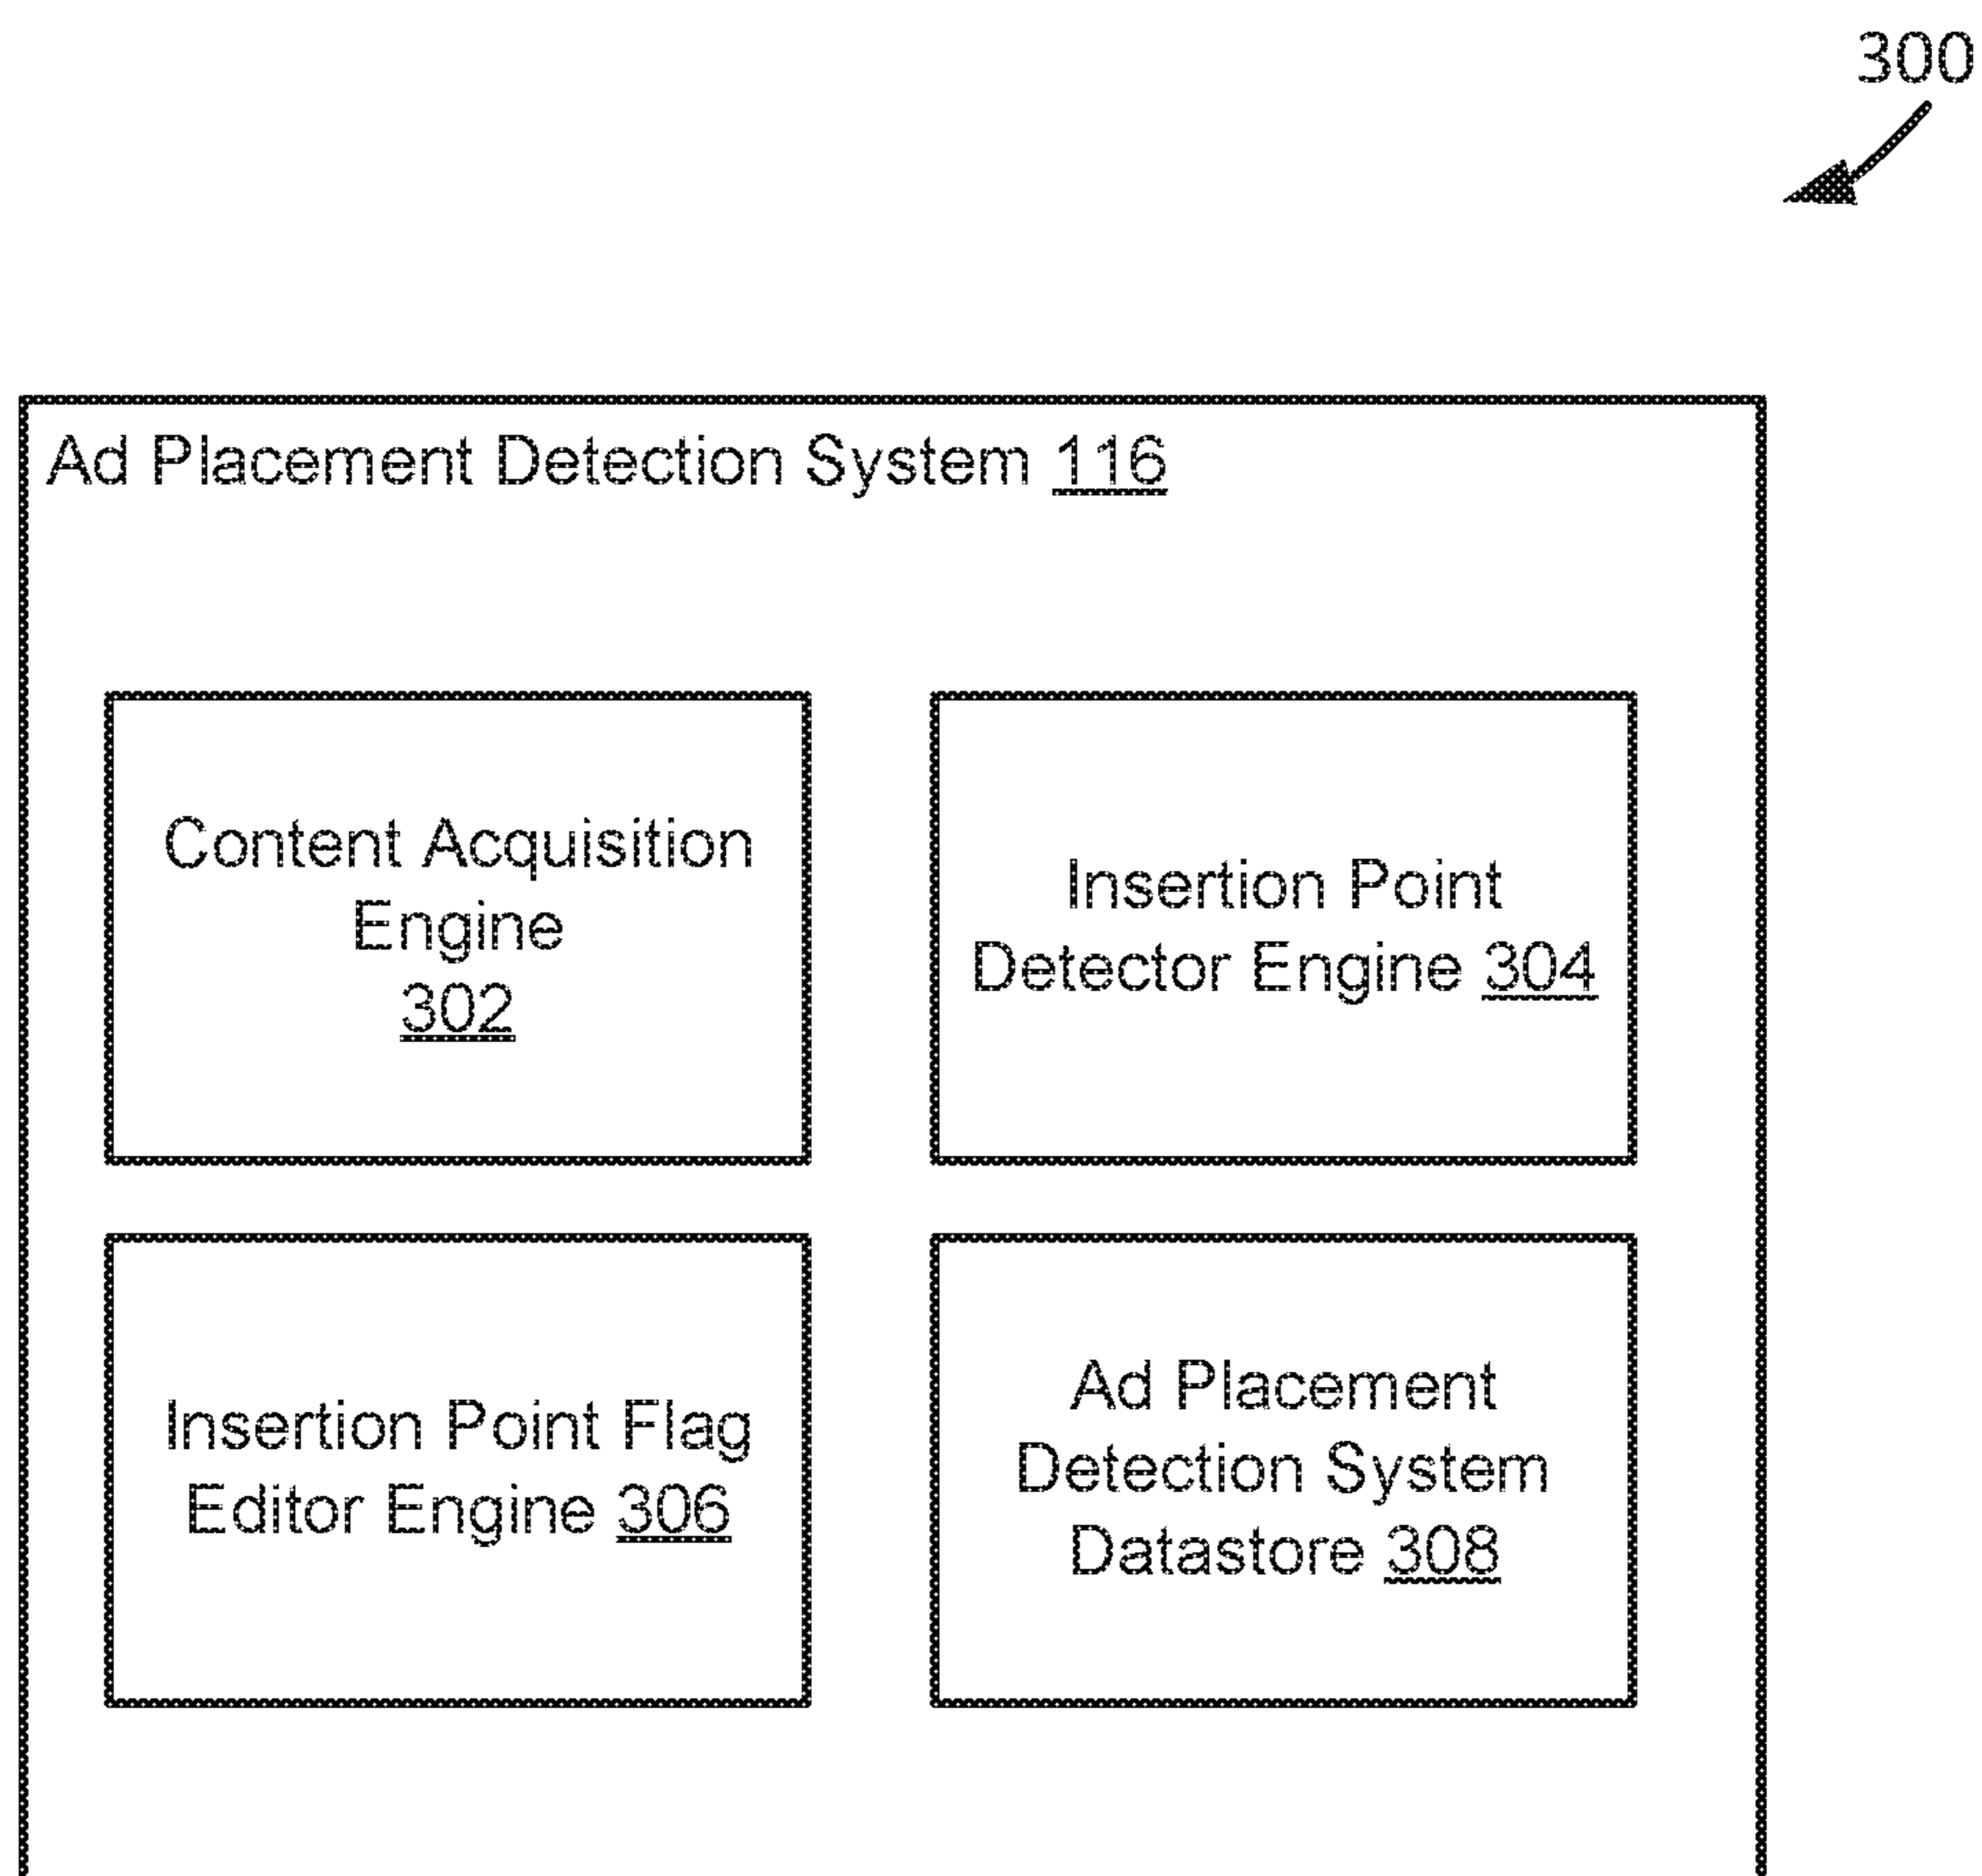 300
Ad Placement Detection System 116
Content Acquisition
Engine
302
Insertion Point
Detector Engine 304
Insertion Point Flag
Editor Engine 306
Ad Placement
Detection System
Datastore 308